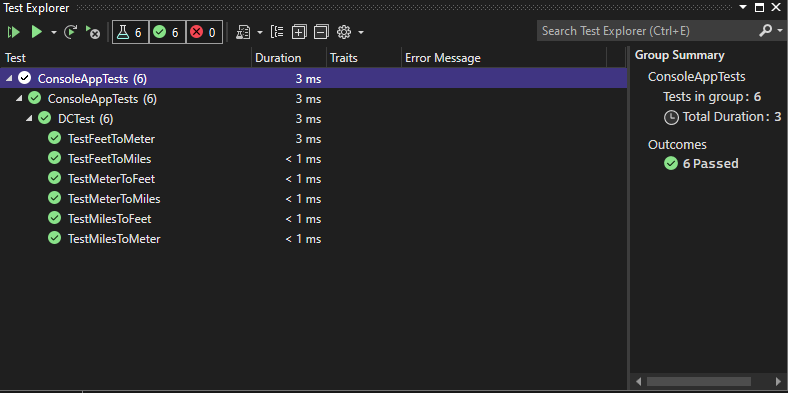 Test Explorer
6 6 0
Search Test Explorer (Ctrl+E)
Test Duration Traits Error Message
ConsoleAppTests (6) 3 ms
ConsoleAppTests (6) 3 ms
DCTest (6) 3 ms
TestFeetToMeter 3 ms
TestFeetToMiles < 1 ms
TestMeterToFeet < 1 ms
TestMeterToMiles < 1 ms
TestMilesToFeet < 1 ms
TestMilesToMeter < 1 ms
Group Summary
ConsoleAppTests
Tests in group: 6
Total Duration: 3
Outcomes
6 Passed